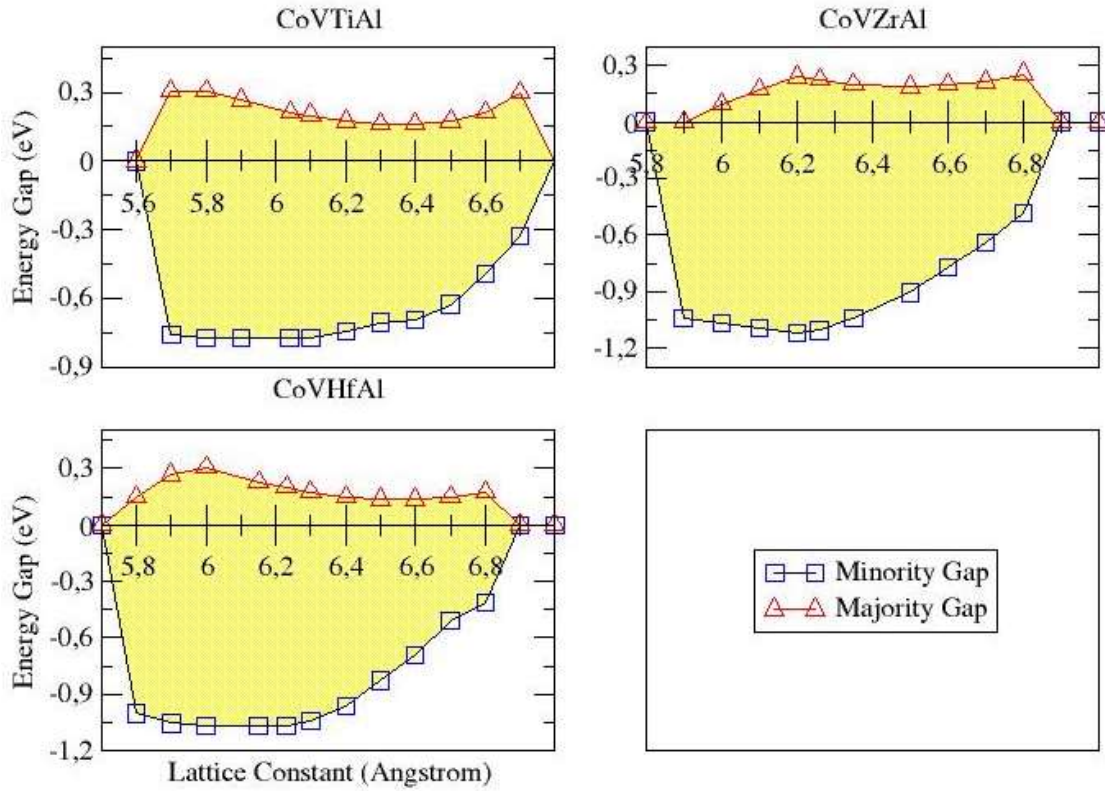 CoVTiAl
Energy Gap (eV)
0,3
0
-0,3
-0,6
-0,9
5,6 5,8 6 6,2 6,4 6,6
CoVZrAl
0,3
0
-0,3
-0,6
-0,9
-1,2
5,8 6 6,2 6,4 6,6 6,8
CoVHfAl
Energy Gap (eV)
0,3
0
-0,3
-0,6
-0,9
-1,2
5,8 6 6,2 6,4 6,6 6,8
Lattice Constant (Angstrom)
Minority Gap
Majority Gap